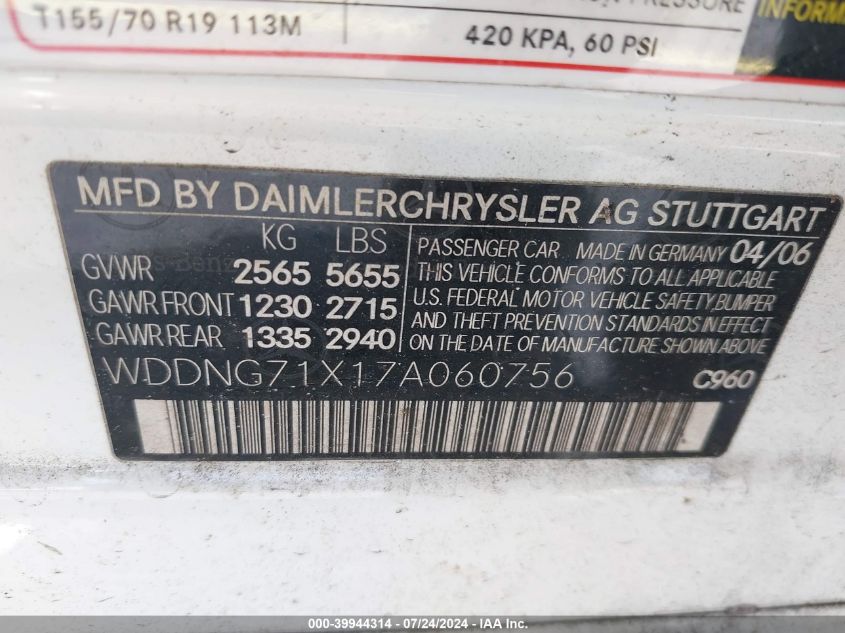 PRESSURE
INFORM
T155/70 R19 113M
420 KPA, 60 PSI
MFD BY DAIMLERCHRYSLER AG STUTTGART
KG LBS
GVWR 2565 5655
GAWR FRONT 1230 2715
GAWR REAR 1335 2940
PASSENGER CAR MADE IN GERMANY 04/06
THIS VEHICLE CONFORMS TO ALL APPLICABLE
U.S. FEDERAL MOTOR VEHICLE SAFETY, BUMPER
AND THEFT PREVENTION STANDARDS IN EFFECT
ON THE DATE OF MANUFACTURE SHOWN ABOVE
WDDNG71X17A060756 C960
000-39944314 / 07/24/2024 - IAA Inc.